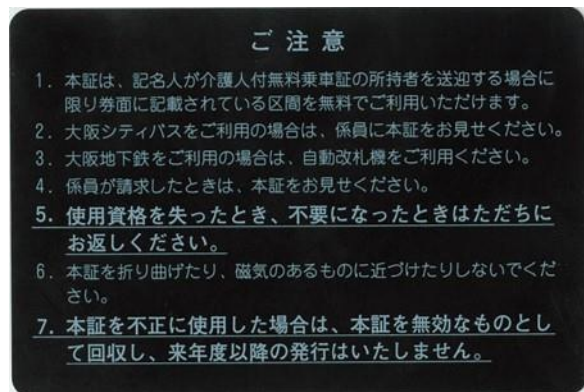 ご注意
1．本証は、記名人が介護人付無料乗車証の所持者を送迎する場合に
限り券面に記載されている区間を無料でご利用いただけます。
2．大阪シティバスをご利用の場合は、係員に本証をお見せください。
3．大阪地下鉄をご利用の場合は、自動改札機をご利用ください。
4．係員が請求したときは、本証をお見せください。
5．使用資格を失ったとき、不要になったときはただちに
お返しください。
6．本証を折り曲げたり、磁気のあるものに近づけたりしないでくだ
さい。
7．本証を不正に使用した場合は、本証を無効なものとし
て回収し、来年度以降の発行はいたしません。